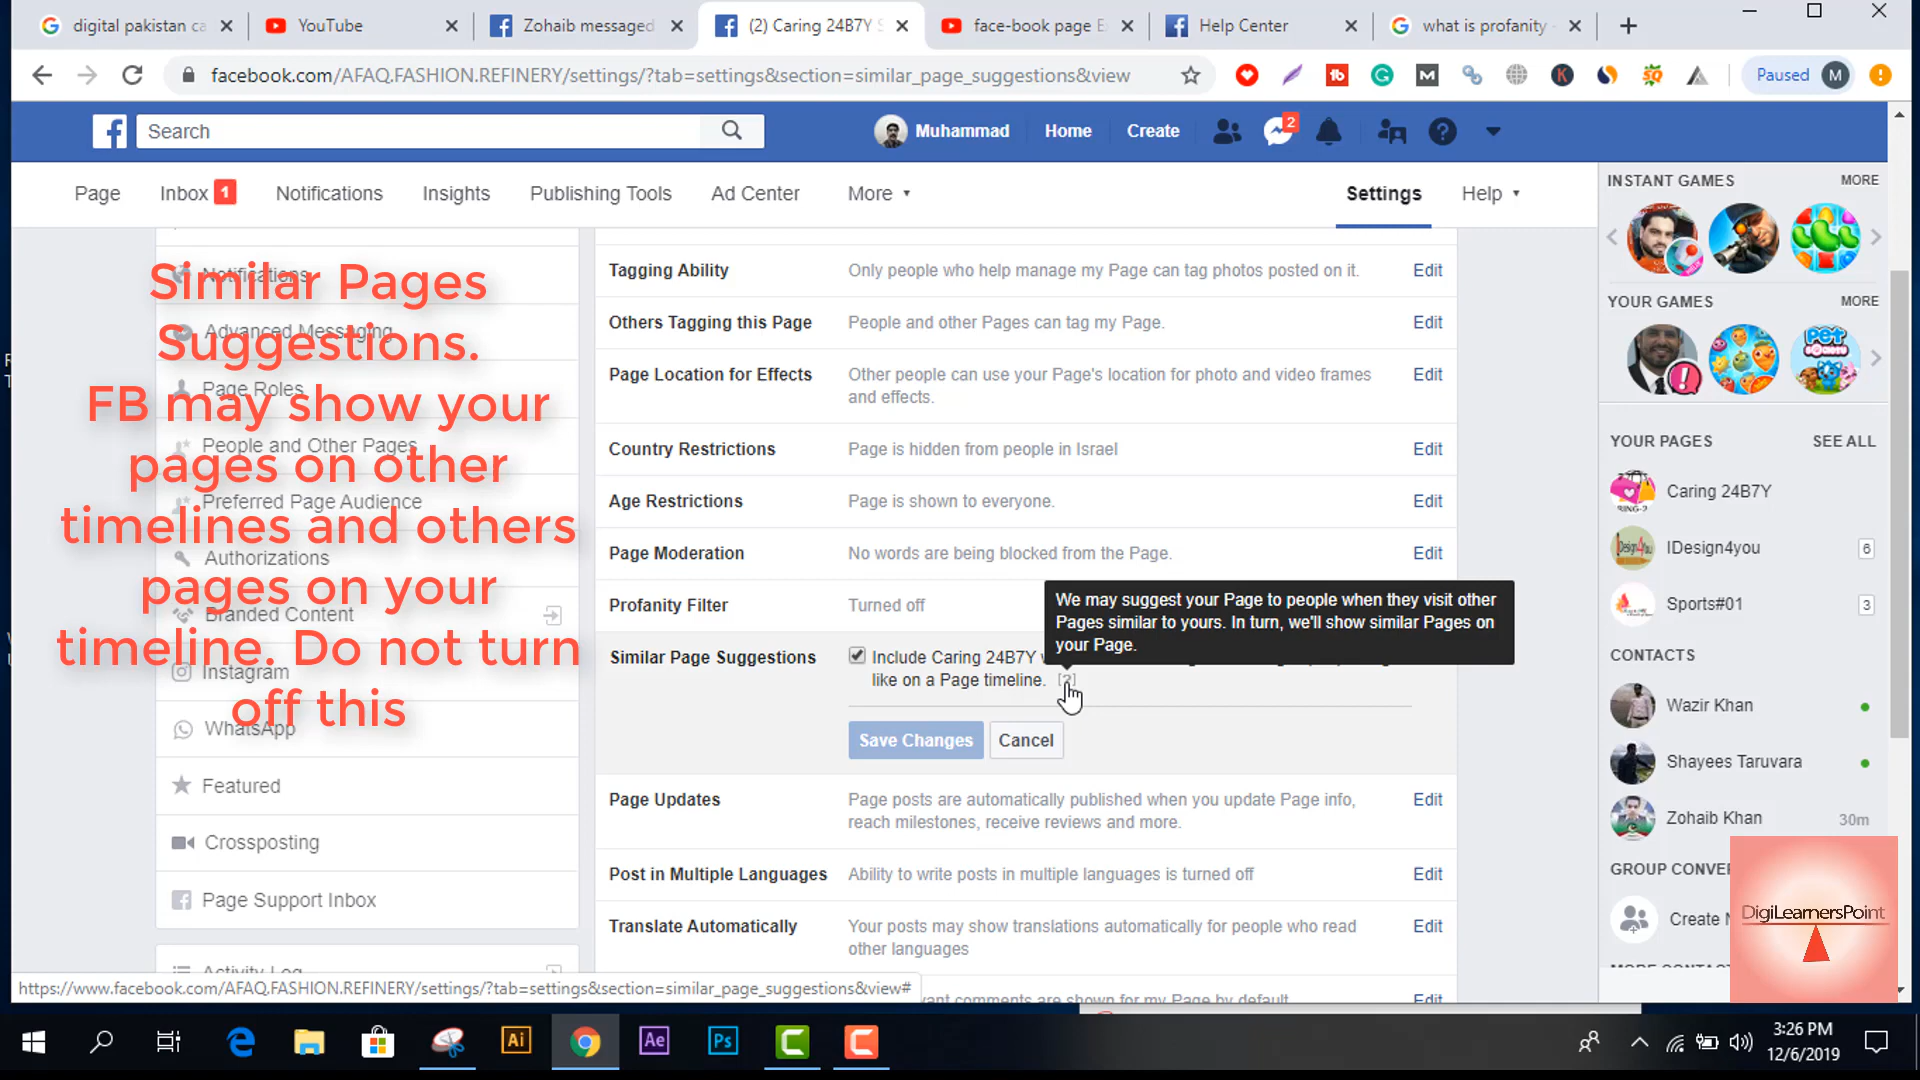 digital pakistan ca
YouTube
Zohaib messaged
(2) Caring 24B7Y S
face-book page E
Help Center
what is profanity -
facebook.com/AFAQ.FASHION.REFINERY/settings/?tab=settings&section=similar_page_suggestions&view
Paused
M
Search
Muhammad
Home
Create
2
Page
Inbox 1
Notifications
Insights
Publishing Tools
Ad Center
More
Settings
Help
Notifications
Advanced Messaging
Page Roles
People and Other Pages
Preferred Page Audience
Authorizations
Branded Content
Instagram
WhatsApp
Featured
Crossposting
Page Support Inbox
Activity Log
Similar Pages
Suggestions.
FB may show your
pages on other
timelines and others
pages on your
timeline. Do not turn
off this
Tagging Ability
Only people who help manage my Page can tag photos posted on it.
Edit
Others Tagging this Page
People and other Pages can tag my Page.
Edit
Page Location for Effects
Other people can use your Page's location for photo and video frames
and effects.
Edit
Country Restrictions
Page is hidden from people in Israel
Edit
Age Restrictions
Page is shown to everyone.
Edit
Page Moderation
No words are being blocked from the Page.
Edit
Profanity Filter
Turned off
We may suggest your Page to people when they visit other
Pages similar to yours. In turn, we'll show similar Pages on
your Page.
Similar Page Suggestions
Include Caring 24B7Y
like on a Page timeline. [?]
Save Changes
Cancel
Page Updates
Page posts are automatically published when you update Page info,
reach milestones, receive reviews and more.
Edit
Post in Multiple Languages
Ability to write posts in multiple languages is turned off
Edit
Translate Automatically
Your posts may show translations automatically for people who read
other languages
Edit
vant comments are shown for my Page by default
Edit
INSTANT GAMES
MORE
YOUR GAMES
MORE
YOUR PAGES
SEE ALL
Caring 24B7Y
IDesign4you
6
Sports#01
3
CONTACTS
Wazir Khan
Shayees Taruvara
Zohaib Khan
30m
GROUP CONVE
Create N
DigiLearnersPoint
https://www.facebook.com/AFAQ.FASHION.REFINERY/settings/?tab=settings&section=similar_page_suggestions&view#
Ai
Ae
Ps
3:26 PM
12/6/2019